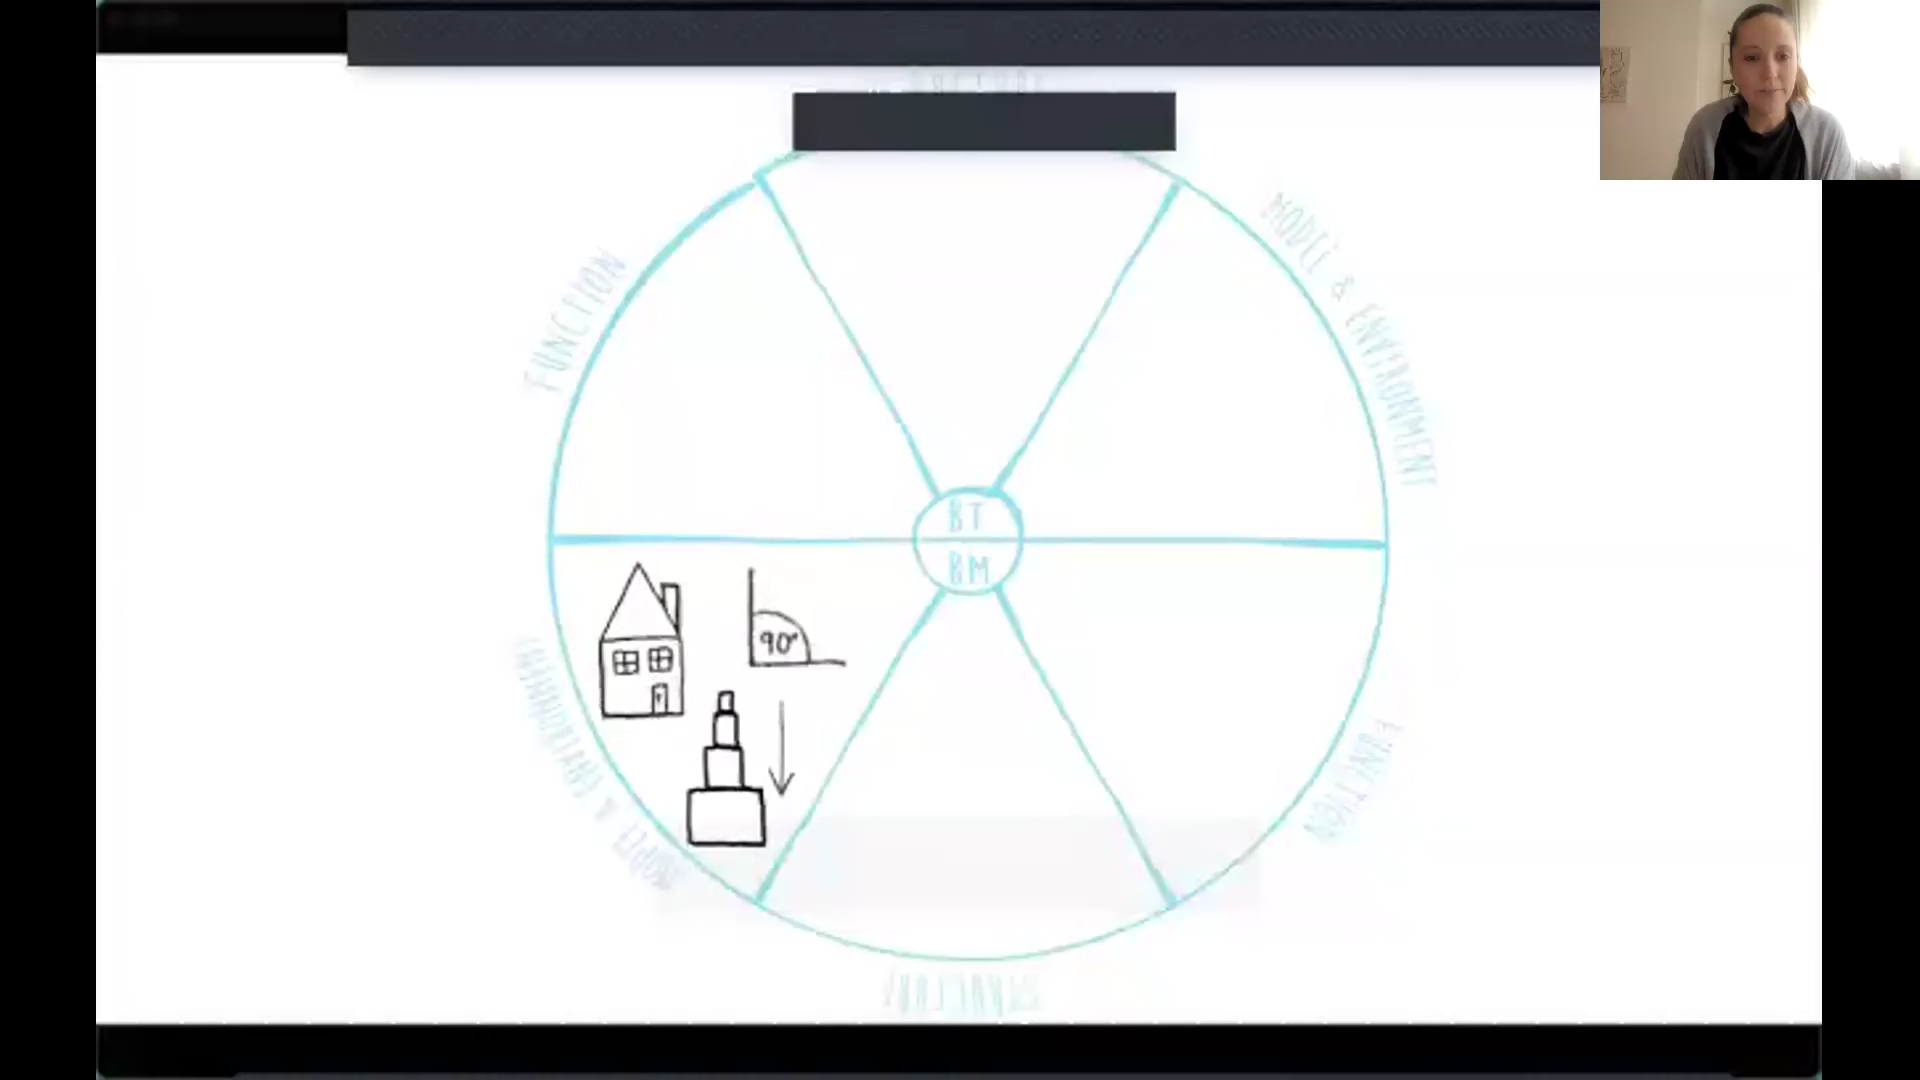 MODEL & ENVIRONMENT
FUNCTION
BT
BM
90°
FUNCTION
MODEL & ENVIRONMENT
STRUCTURE